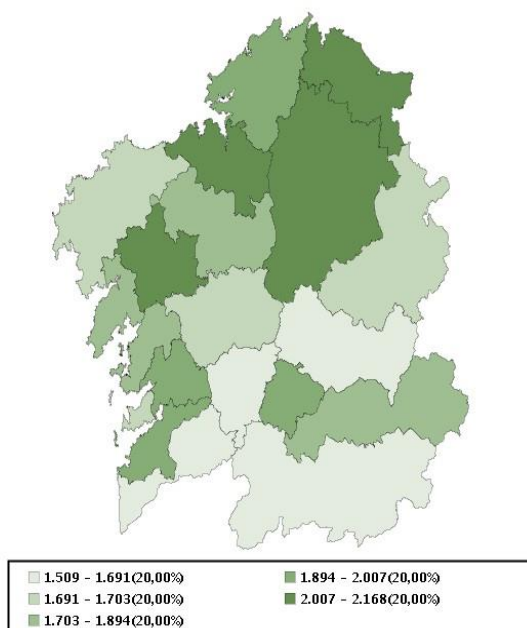 1.509 - 1.691(20,00%)
1.691 - 1.703(20,00%)
1.703 - 1.894(20,00%)
1.894 - 2.007(20,00%)
2.007 - 2.168(20,00%)